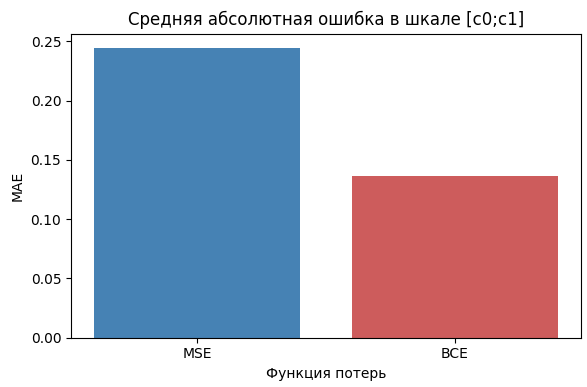 Средняя абсолютная ошибка в шкале [c0;c1]
0.25
0.20
0.15
0.10
0.05
0.00
MAE
MSE
BCE
Функция потерь